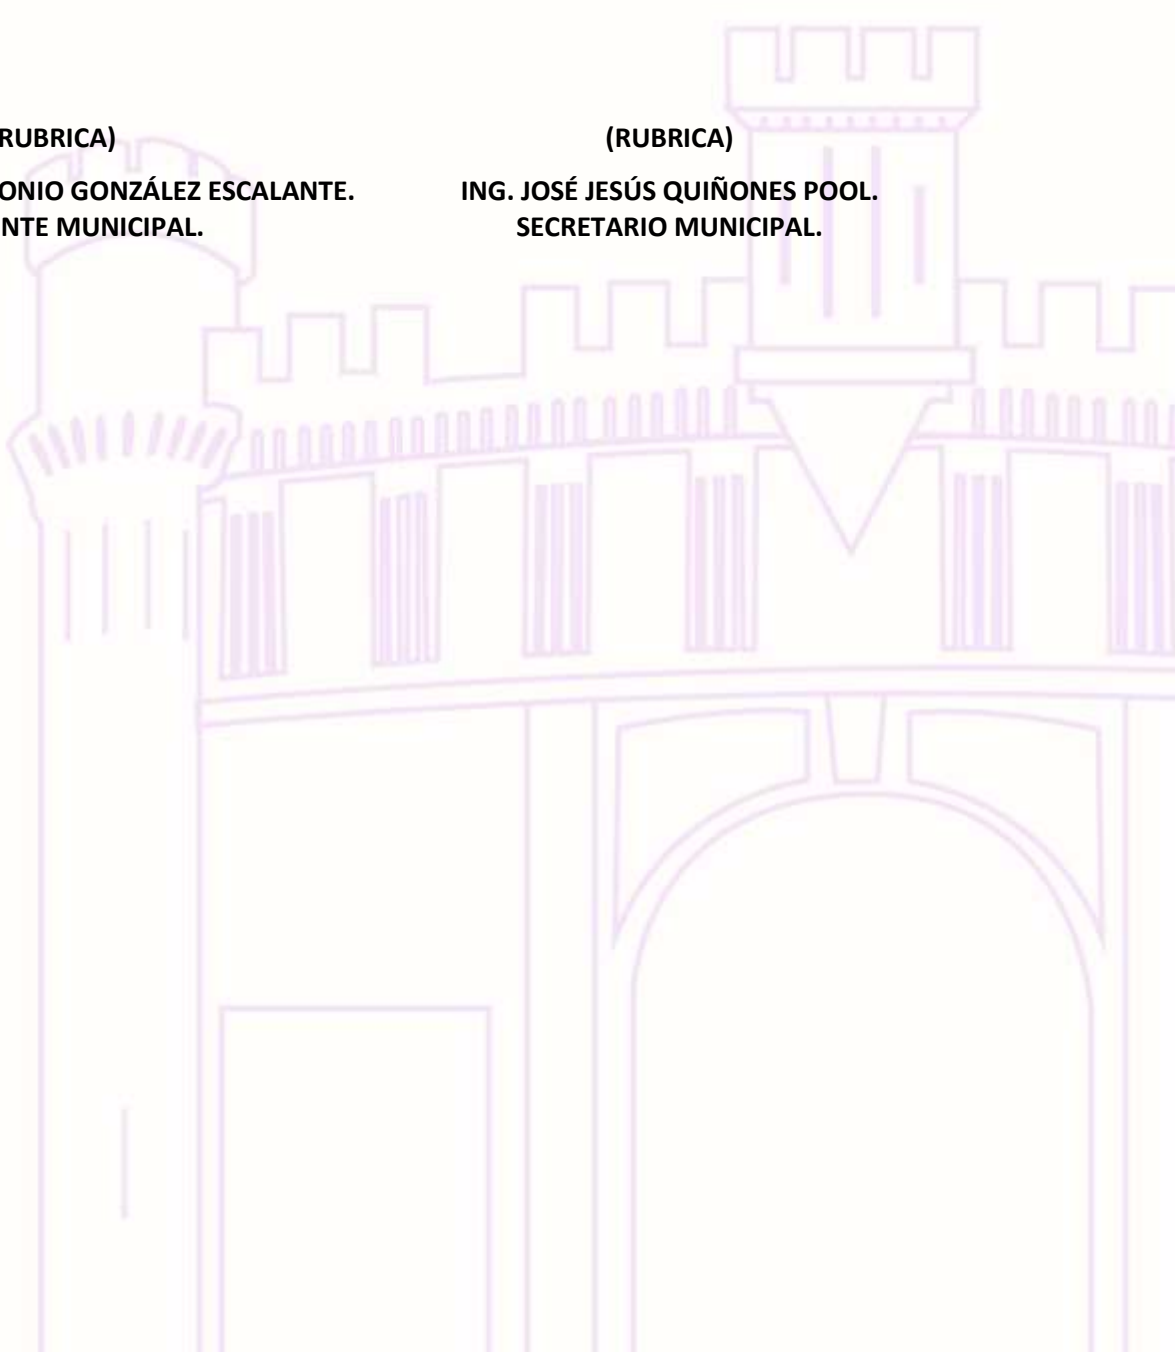 RUBRICA)
ONIO GONZÁLEZ ESCALANTE.
NTE MUNICIPAL.
(RUBRICA)
ING. JOSÉ JESÚS QUIÑONES POOL.
SECRETARIO MUNICIPAL.